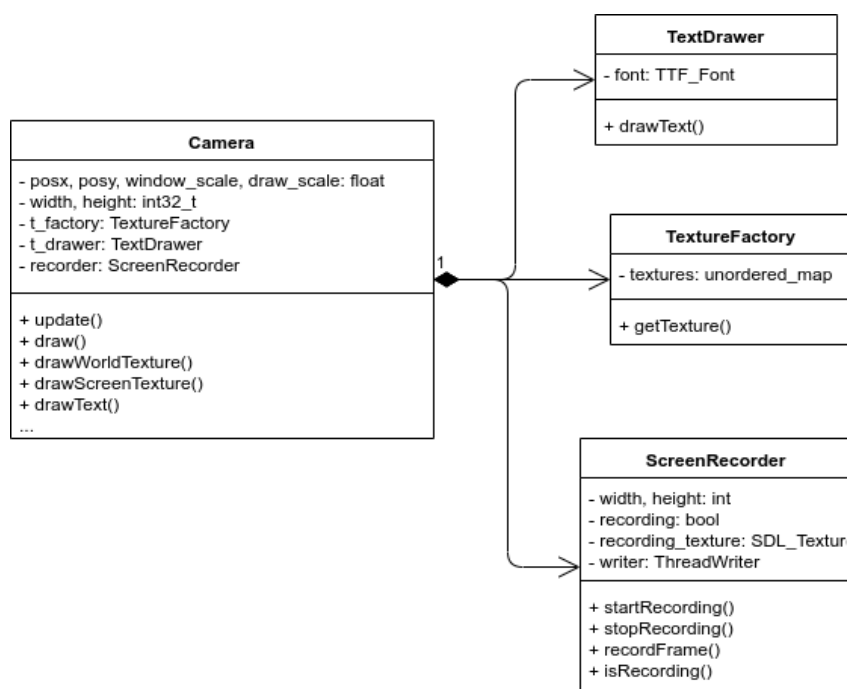 Camera
- posx, posy, window_scale, draw_scale: float
- width, height: int32_t
- t_factory: TextureFactory
- t_drawer: TextDrawer
- recorder: ScreenRecorder
+ update()
+ draw()
+ drawWorldTexture()
+ drawScreenTexture()
+ drawText()
...
1
TextDrawer
- font: TTF_Font
+ drawText()
TextureFactory
- textures: unordered_map
+ getTexture()
ScreenRecorder
- width, height: int
- recording: bool
- recording_texture: SDL_Texture
- writer: ThreadWriter
+ startRecording()
+ stopRecording()
+ recordFrame()
+ isRecording()